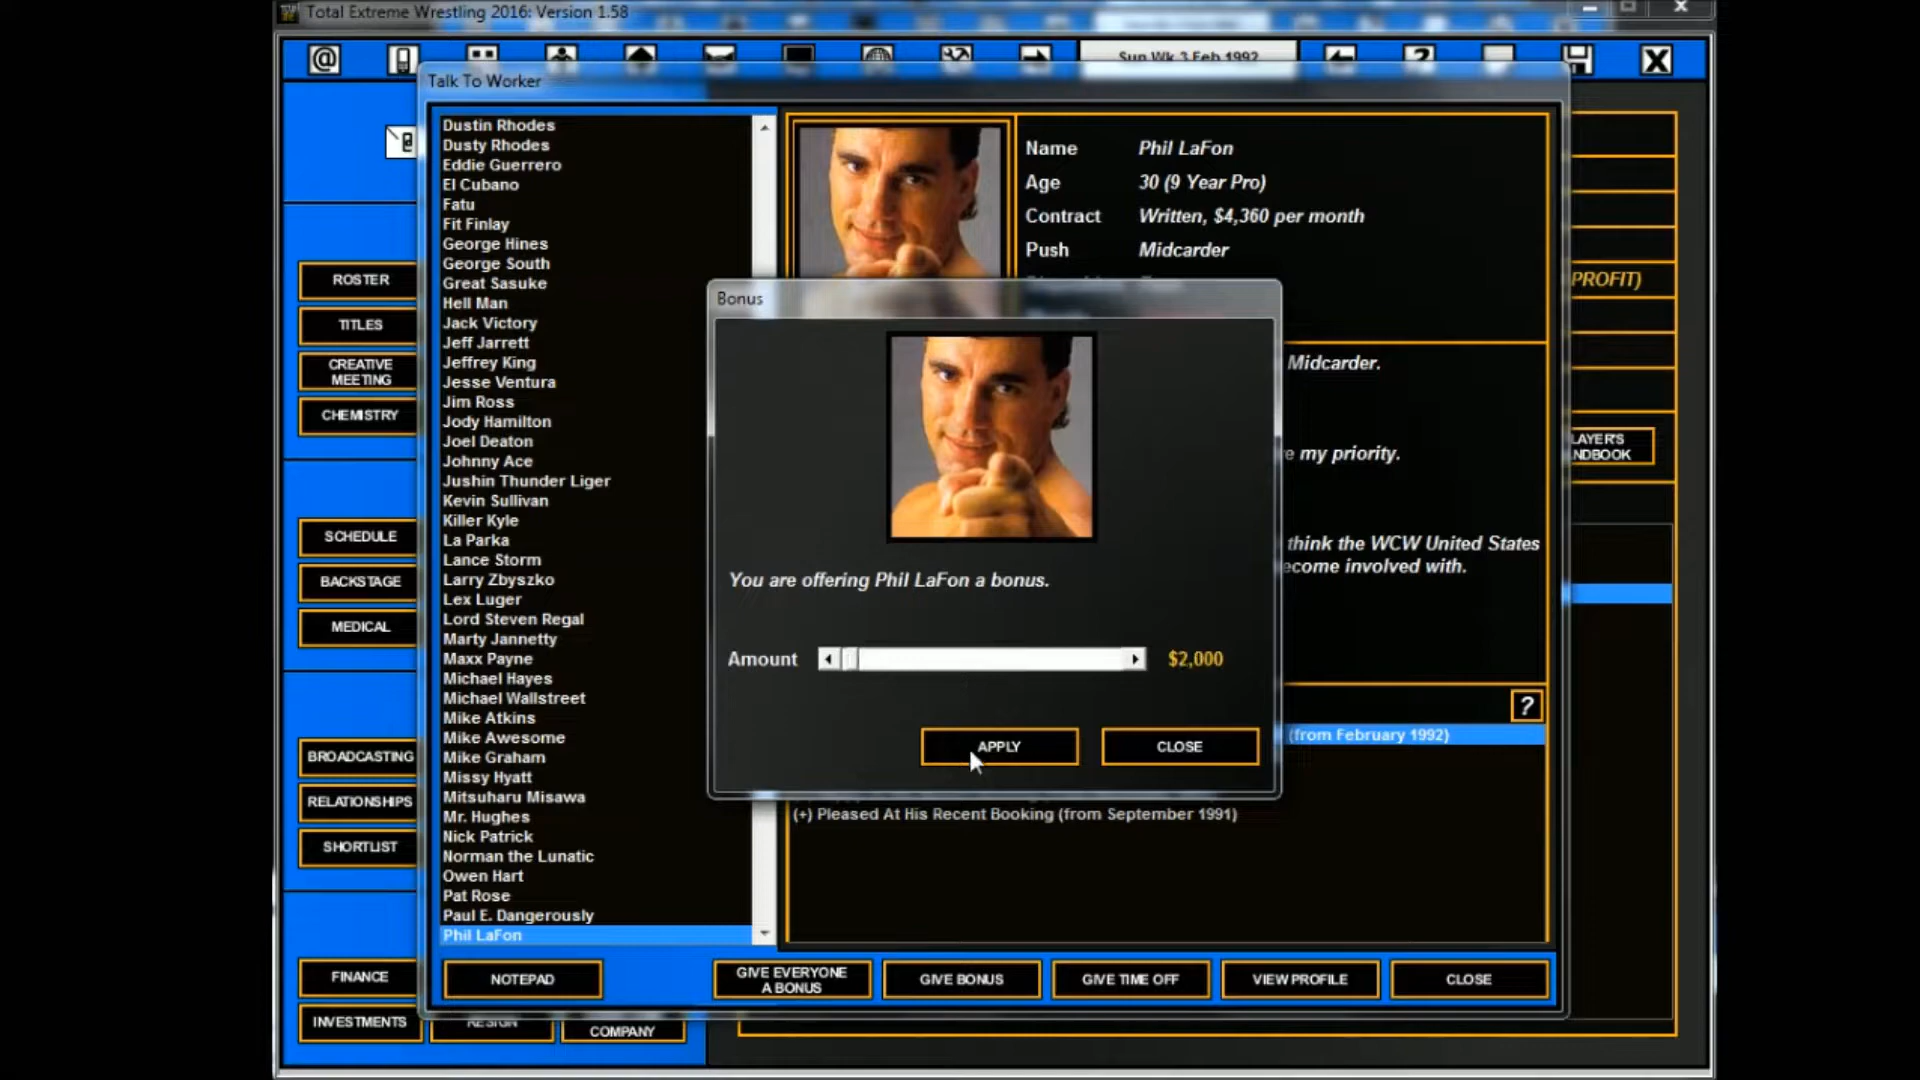 Total Extreme Wrestling 2016: Version 1.58
Sun Wk 3 Feb 1992
Talk To Worker
ROSTER
TITLES
CREATIVE
MEETING
CHEMISTRY
SCHEDULE
BACKSTAGE
MEDICAL
BROADCASTING
RELATIONSHIPS
SHORTLIST
FINANCE
INVESTMENTS
RESIGN
COMPANY
Dustin Rhodes
Dusty Rhodes
Eddie Guerrero
El Cubano
Fatu
Fit Finlay
George Hines
George South
Great Sasuke
Hell Man
Jack Victory
Jeff Jarrett
Jeffrey King
Jesse Ventura
Jim Ross
Jody Hamilton
Joel Deaton
Johnny Ace
Jushin Thunder Liger
Kevin Sullivan
Killer Kyle
La Parka
Lance Storm
Larry Zbyszko
Lex Luger
Lord Steven Regal
Marty Jannetty
Maxx Payne
Michael Hayes
Michael Wallstreet
Mike Atkins
Mike Awesome
Mike Graham
Missy Hyatt
Mitsuharu Misawa
Mr. Hughes
Nick Patrick
Norman the Lunatic
Owen Hart
Pat Rose
Paul E. Dangerously
Phil LaFon
Name Phil LaFon
Age 30 (9 Year Pro)
Contract Written, $4,360 per month
Push Midcarder
Midcarder.
my priority.
think the WCW United States
ecome involved with.
?
(from February 1992)
(+) Pleased At His Recent Booking (from September 1991)
Bonus
You are offering Phil LaFon a bonus.
Amount $2,000
APPLY
CLOSE
PROFIT)
LAYER'S
NDBOOK
NOTEPAD
GIVE EVERYONE
A BONUS
GIVE BONUS
GIVE TIME OFF
VIEW PROFILE
CLOSE